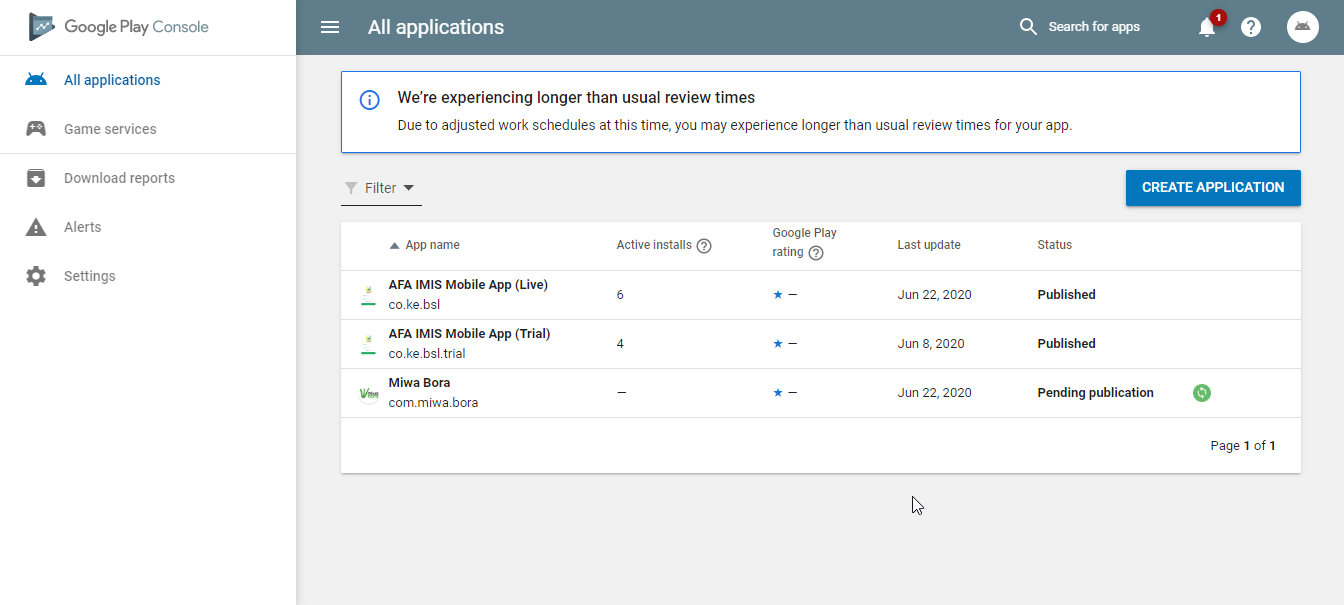 Google Play Console
All applications
Search for apps
1
All applications
Game services
Download reports
Alerts
Settings
We’re experiencing longer than usual review times
Due to adjusted work schedules at this time, you may experience longer than usual review times for your app.
Filter
CREATE APPLICATION
App name Active installs ? Google Play rating ? Last update Status
AFA IMIS Mobile App (Live)
co.ke.bsl
6 ★ – Jun 22, 2020 Published
AFA IMIS Mobile App (Trial)
co.ke.bsl.trial
4 ★ – Jun 8, 2020 Published
Miwa Bora
com.miwa.bora
– ★ – Jun 22, 2020 Pending publication
Page 1 of 1